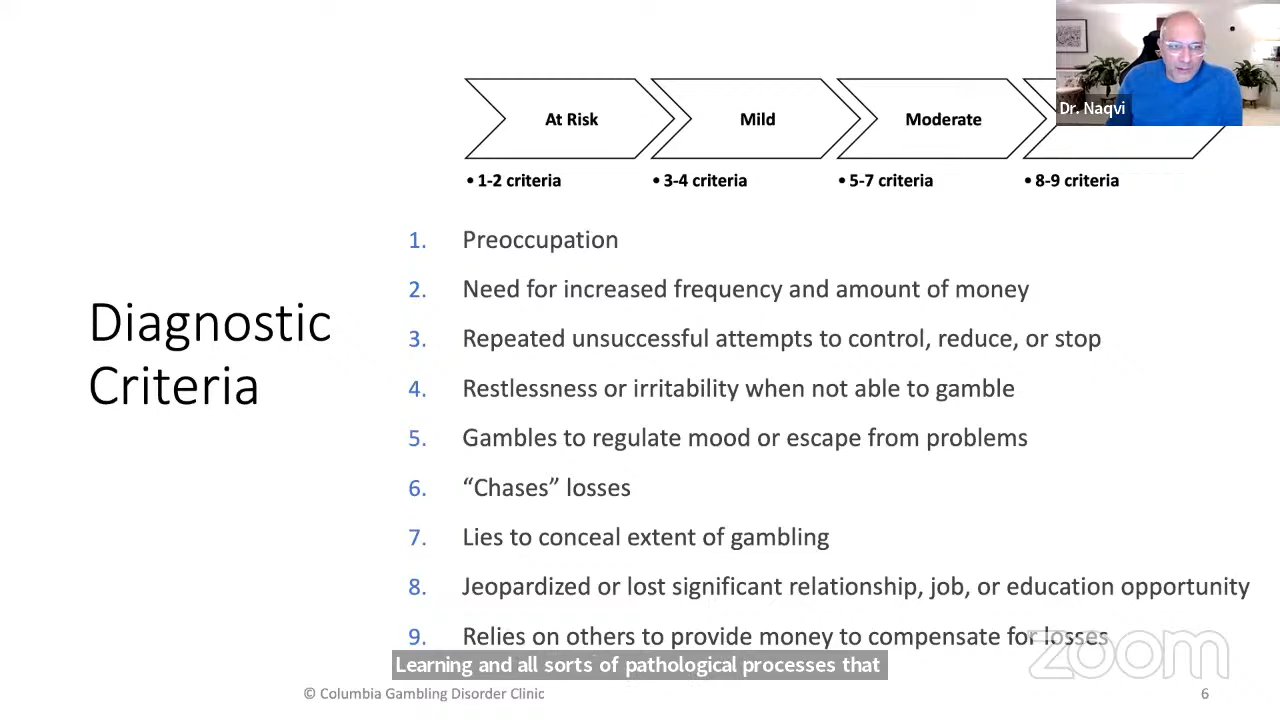 Dr. Naqvi
At Risk
Mild
Moderate
• 1-2 criteria
• 3-4 criteria
• 5-7 criteria
• 8-9 criteria
Diagnostic
Criteria
1. Preoccupation
2. Need for increased frequency and amount of money
3. Repeated unsuccessful attempts to control, reduce, or stop
4. Restlessness or irritability when not able to gamble
5. Gambles to regulate mood or escape from problems
6. “Chases” losses
7. Lies to conceal extent of gambling
8. Jeopardized or lost significant relationship, job, or education opportunity
9. Relies on others to provide money to compensate for losses
Learning and all sorts of pathological processes that
zoom
© Columbia Gambling Disorder Clinic
6